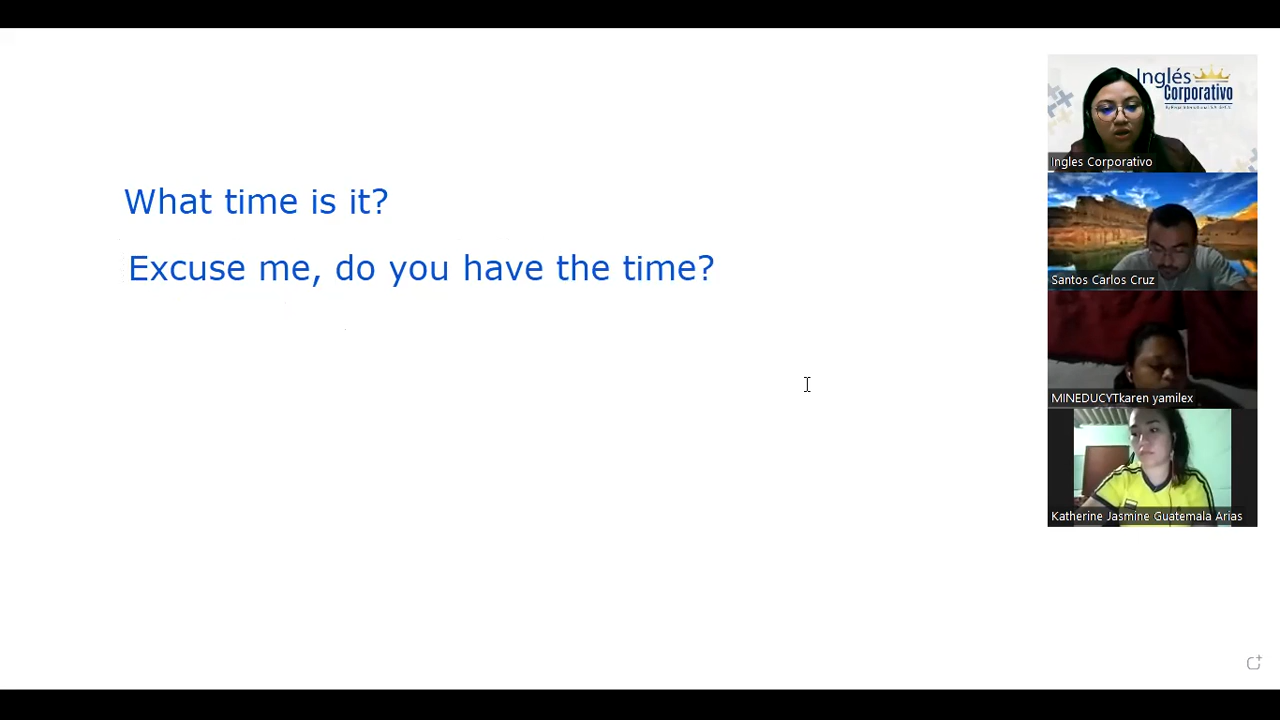 What time is it?
Excuse me, do you have the time?
Inglés
Corporativo
Ingles Corporativo
Santos Carlos Cruz
MINEDUCYTkaren yamilex
Katherine Jasmine Guatemala Arias